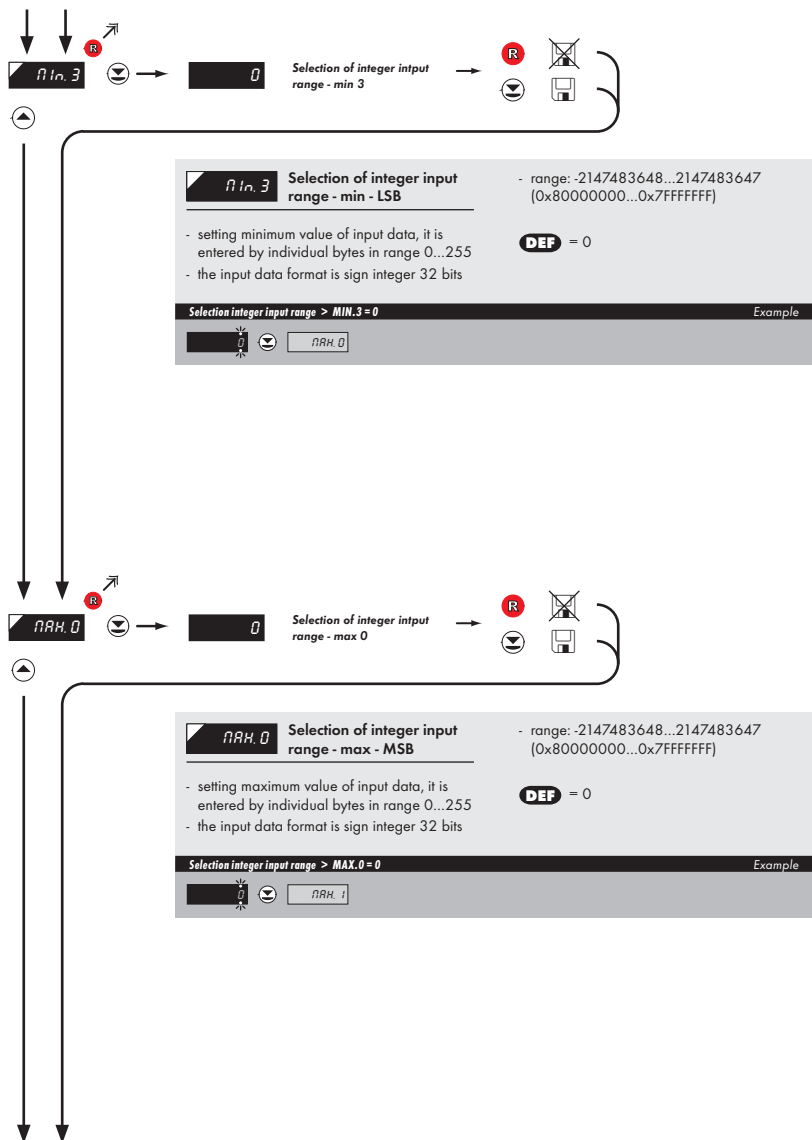 R
MIn. 3
0
Selection of integer intput
range - min 3
R
MIn. 3
Selection of integer input
range - min - LSB
- setting minimum value of input data, it is
entered by individual bytes in range 0...255
- the input data format is sign integer 32 bits
- range: -2147483648...2147483647
(0x80000000...0x7FFFFFFF)
DEF = 0
Selection integer input range > MIN.3 = 0
Example
0
MAX. 0
R
MAX. 0
0
Selection of integer intput
range - max 0
R
MAX. 0
Selection of integer input
range - max - MSB
- setting maximum value of input data, it is
entered by individual bytes in range 0...255
- the input data format is sign integer 32 bits
- range: -2147483648...2147483647
(0x80000000...0x7FFFFFFF)
DEF = 0
Selection integer input range > MAX.0 = 0
Example
0
MAX. 1